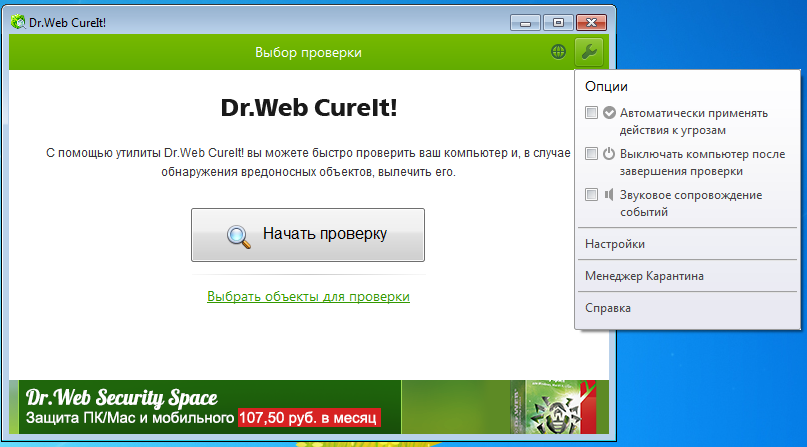 Dr.Web CureIt!
Выбор проверки
Dr.Web CureIt!
С помощью утилиты Dr.Web CureIt! вы можете быстро проверить ваш компьютер и, в случае
обнаружения вредоносных объектов, вылечить его.
Начать проверку
Выбрать объекты для проверки
Опции
Автоматически применять
действия к угрозам
Выключать компьютер после
завершения проверки
Звуковое сопровождение
событий
Настройки
Менеджер Карантина
Справка
Dr.Web Security Space
Защита ПК/Mac и мобильного 107,50 руб. в месяц